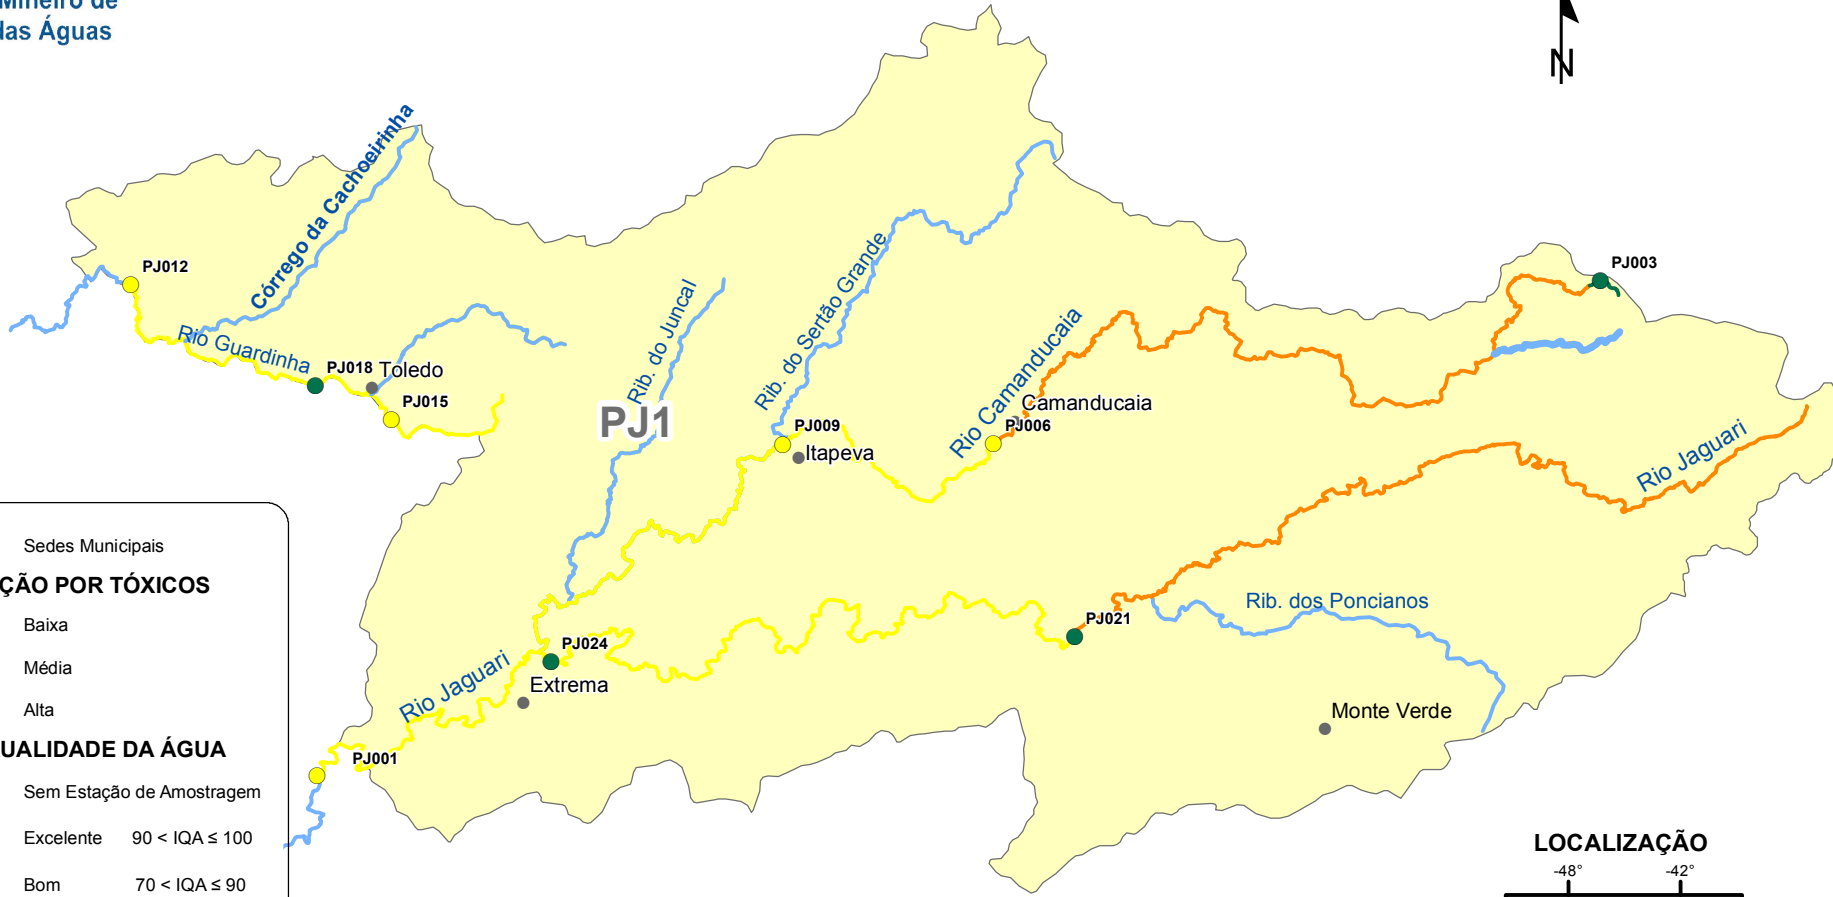 Mineiro de
das Águas
N
Córrego da Cachoeirinha
PJ012
PJ003
Rio Guardinha
PJ018
Toledo
PJ015
Rib. do Juncal
Rib. do Sertão Grande
Rio Camanducaia
PJ1
Camanducaia
PJ009
PJ006
Itapeva
Rio Jaguari
Sedes Municipais
ÇÃO POR TÓXICOS
Baixa
Média
Alta
UALIDADE DA ÁGUA
Sem Estação de Amostragem
Excelente 90 < IQA ≤ 100
Bom 70 < IQA ≤ 90
Rib. dos Poncianos
PJ021
PJ024
Rio Jaguari
Extrema
Monte Verde
PJ001
LOCALIZAÇÃO
-48° -42°